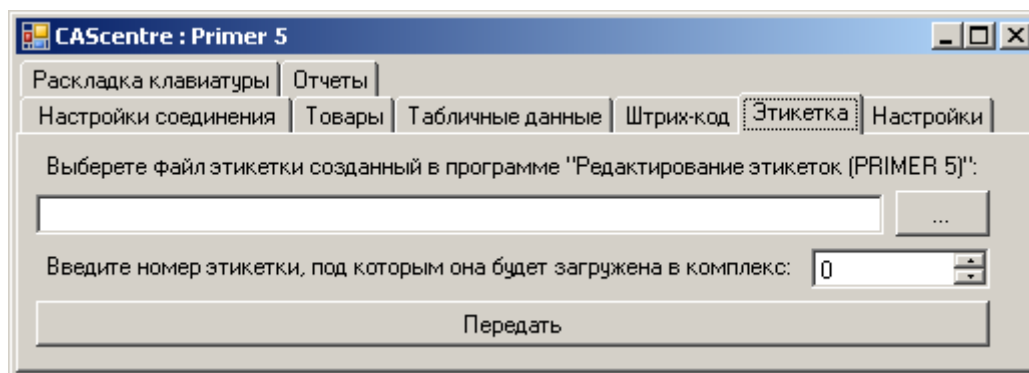 CAScentre : Primer 5
Раскладка клавиатуры Отчеты
Настройки соединения Товары Табличные данные Штрих-код Этикетка Настройки
Выберете файл этикетки созданный в программе "Редактирование этикеток (PRIMER 5)":
...
Введите номер этикетки, под которым она будет загружена в комплекс: 0
Передать